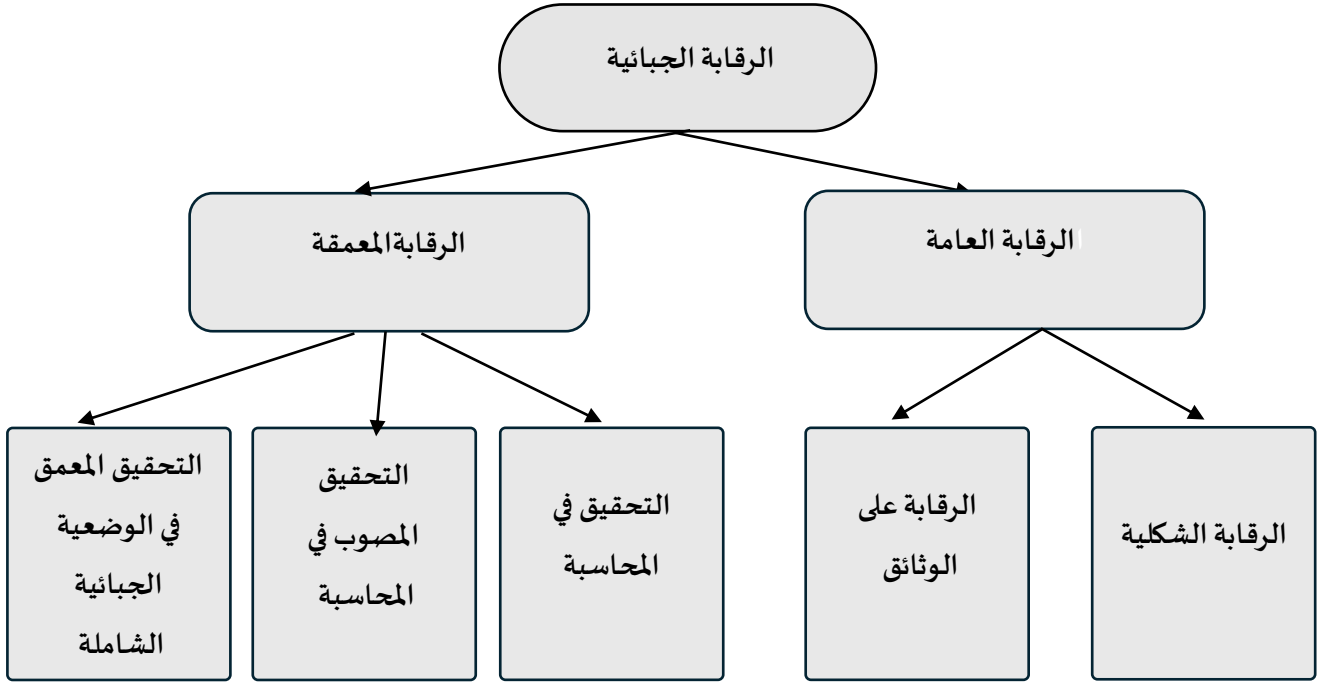 الرقابة الجبائية
الرقابة العامة
الرقابةالمعمقة
الرقابة الشكلية
الرقابة على
الوثائق
التحقيق في
المحاسبة
التحقيق
المصوب في
المحاسبة
التحقيق المعمق
في الوضعية
الجبائية
الشاملة